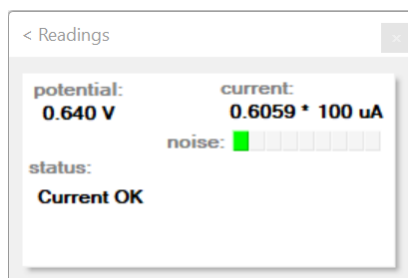 < Readings
potential: current:
0.640 V 0.6059 * 100 uA
noise:
status:
Current OK